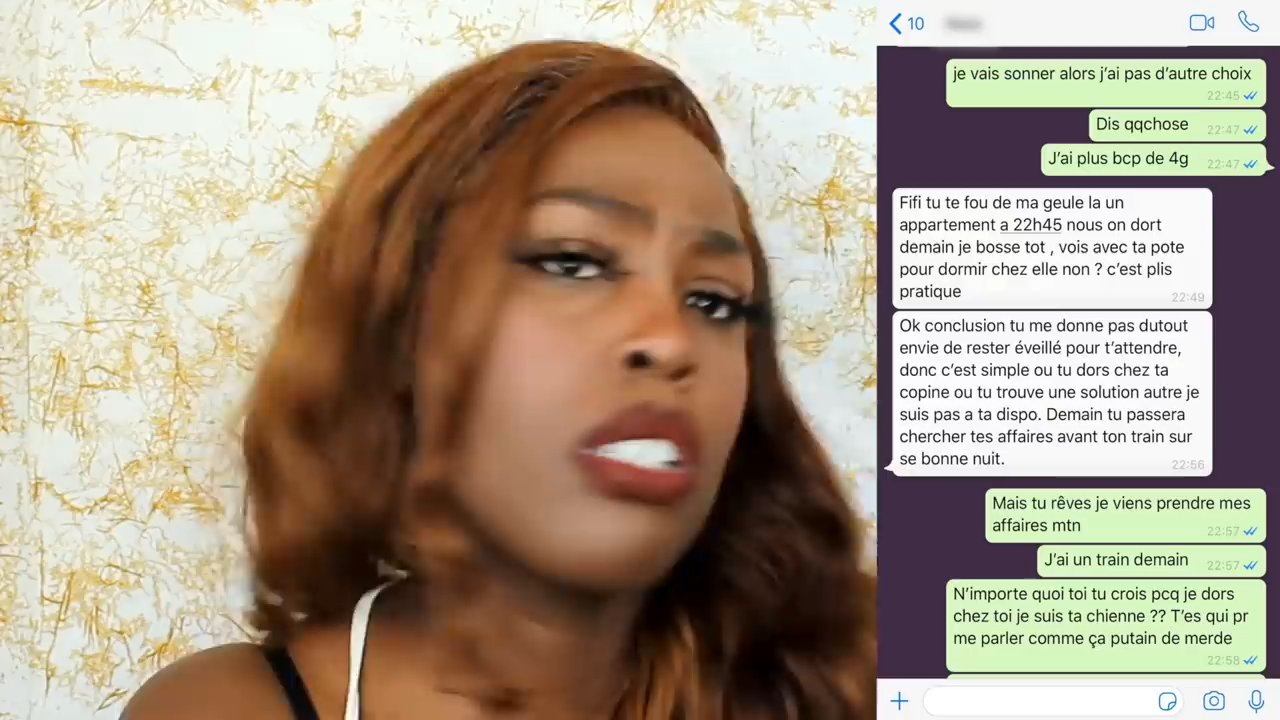 10
je vais sonner alors j’ai pas d’autre choix
22:45
Dis qqchose
22:47
J’ai plus bcp de 4g
22:47
Fifi tu te fou de ma geule la un
appartement a 22h45 nous on dort
demain je bosse tot , vois avec ta pote
pour dormir chez elle non ? c’est plis
pratique
22:49
Ok conclusion tu me donne pas dutout
envie de rester éveillé pour t’attendre,
donc c’est simple ou tu dors chez ta
copine ou tu trouve une solution autre je
suis pas a ta dispo. Demain tu passera
chercher tes affaires avant ton train sur
se bonne nuit.
22:56
Mais tu rêves je viens prendre mes
affaires mtn
22:57
J’ai un train demain
22:57
N’importe quoi toi tu crois pcq je dors
chez toi je suis ta chienne ?? T’es qui pr
me parler comme ça putain de merde
22:58